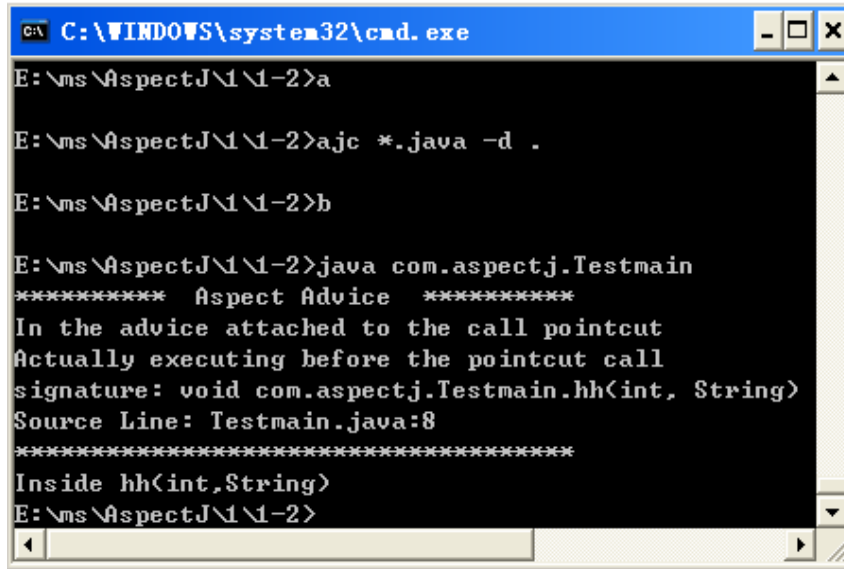 C:\WINDOWS\system32\cmd.exe
E:\ms\AspectJ\1\1-2>a
E:\ms\AspectJ\1\1-2>ajc *.java -d .
E:\ms\AspectJ\1\1-2>b
E:\ms\AspectJ\1\1-2>java com.aspectj.Testmain
********** Aspect Advice **********
In the advice attached to the call pointcut
Actually executing before the pointcut call
signature: void com.aspectj.Testmain.hh(int, String)
Source Line: Testmain.java:8
*************************************
Inside hh(int,String)
E:\ms\AspectJ\1\1-2>